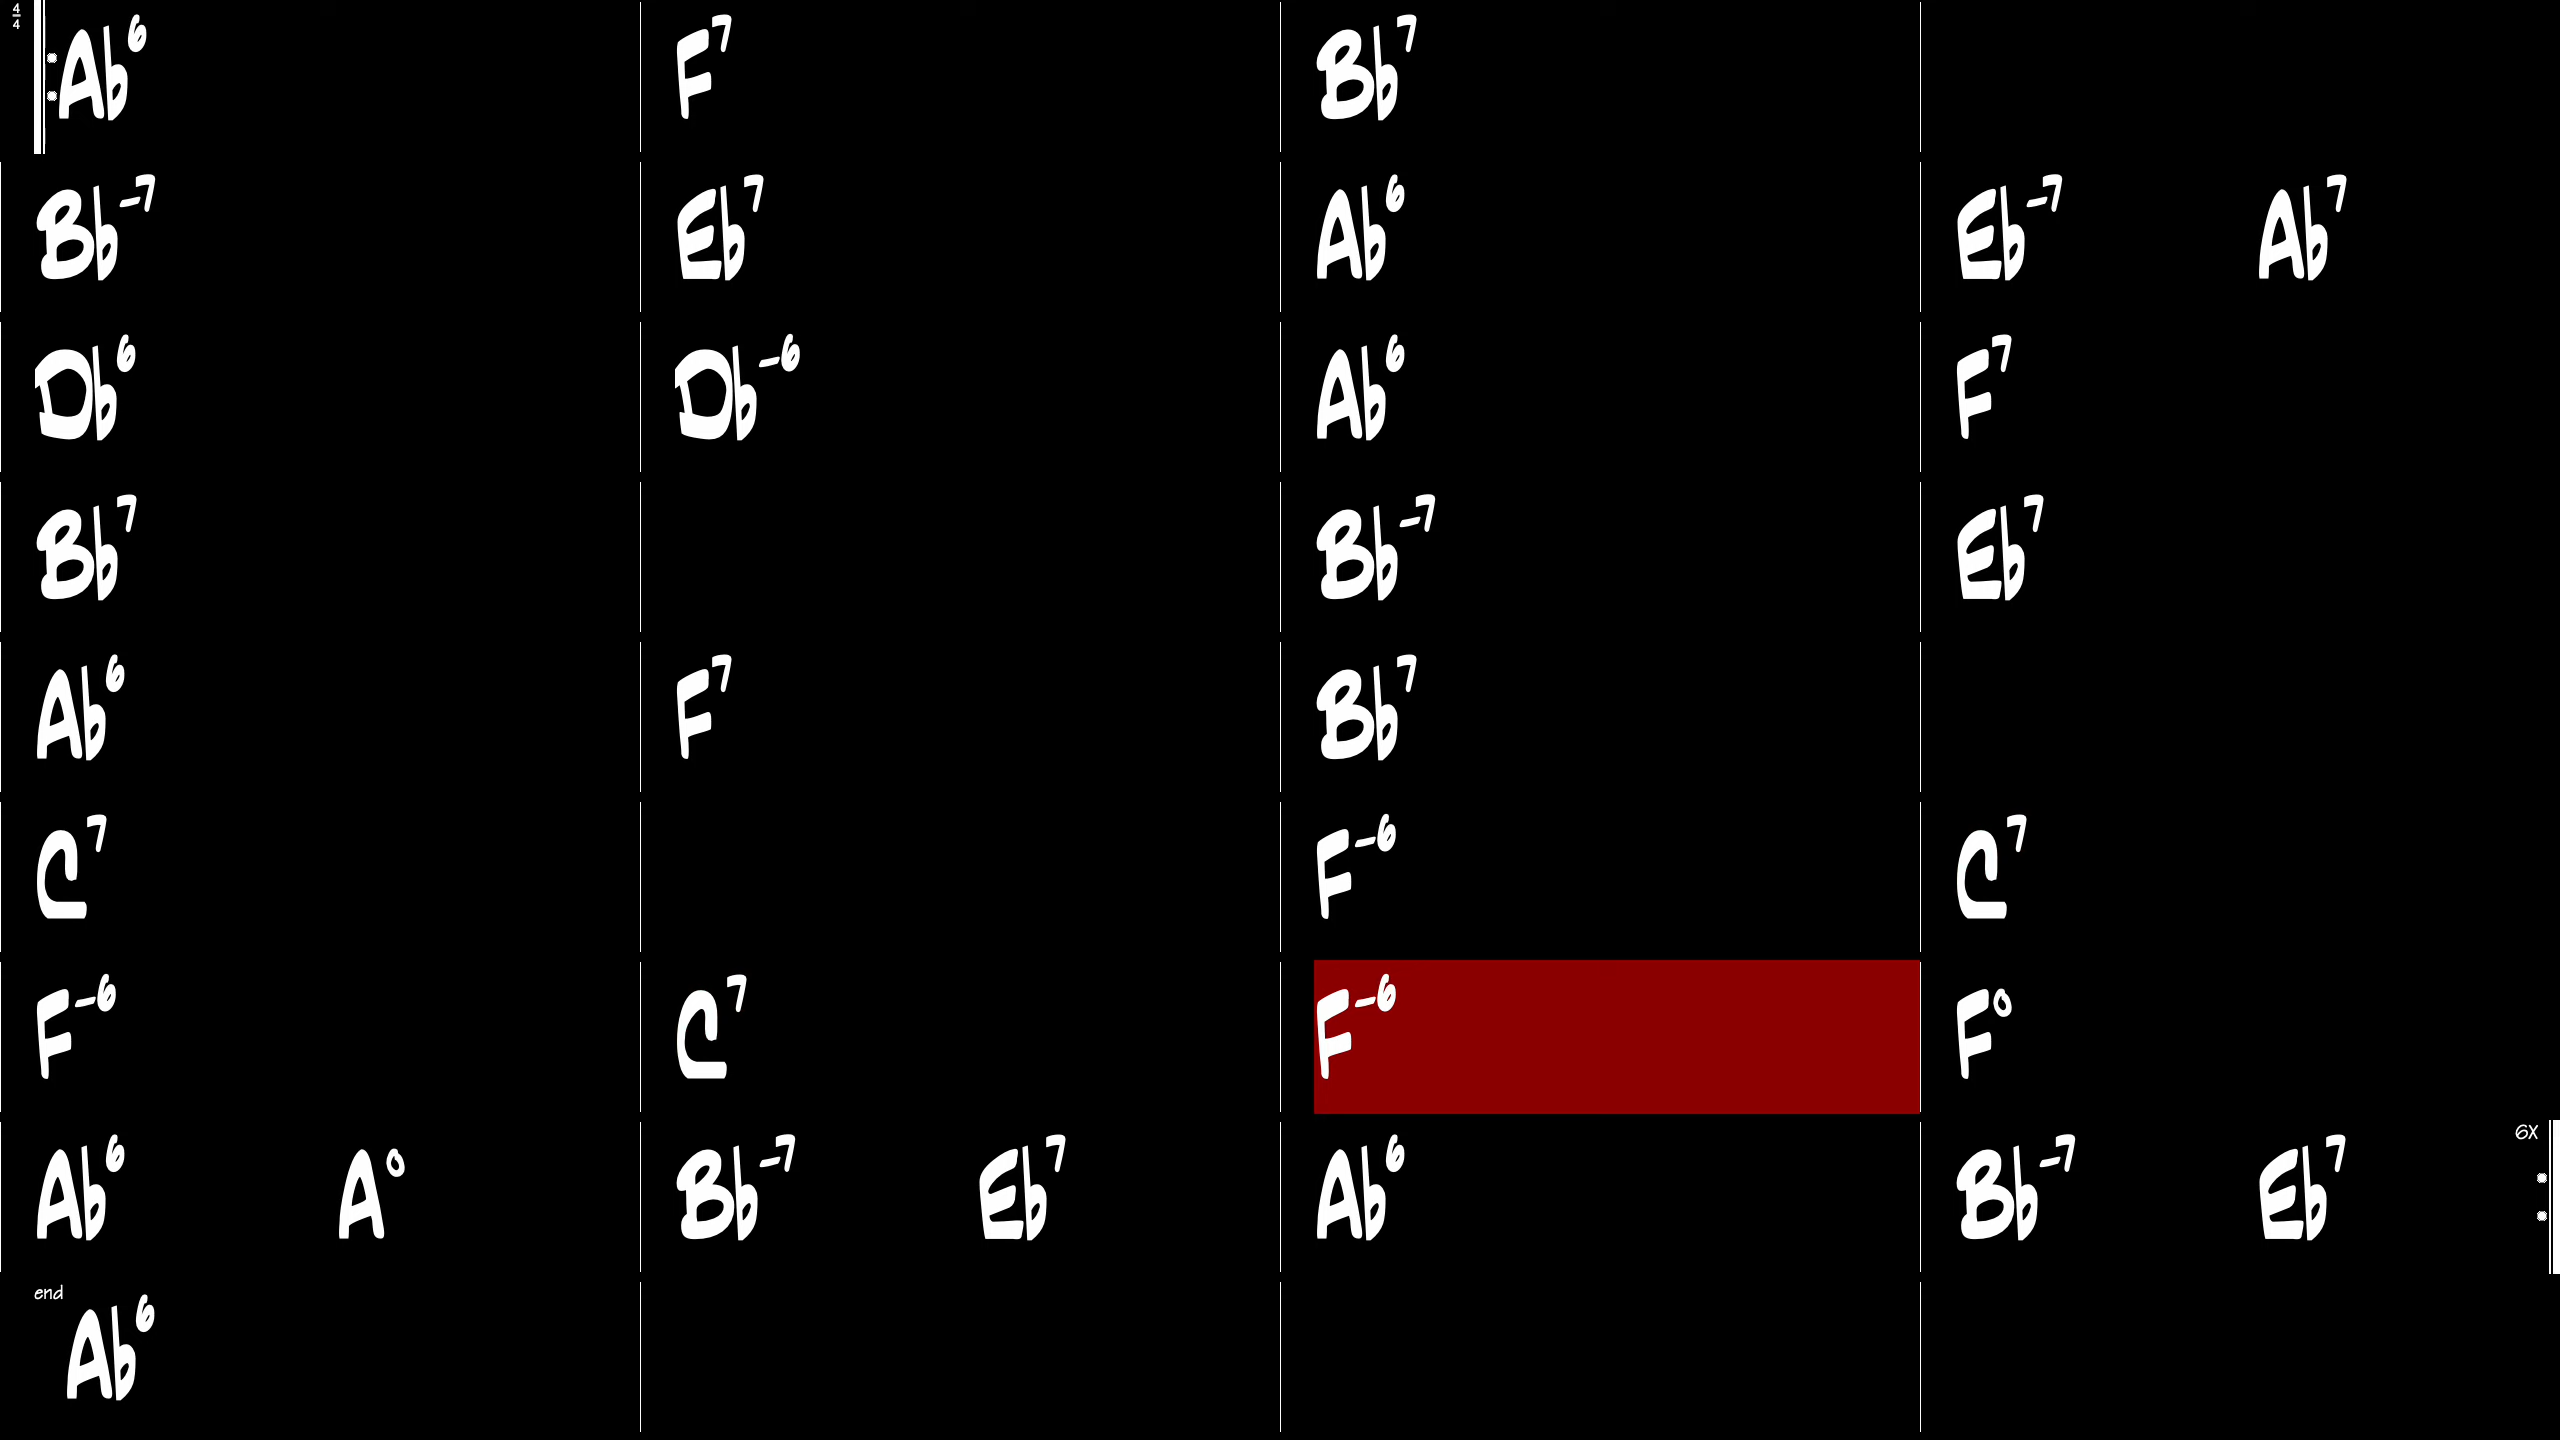 4/4 Ab6 F7 Bb7
Bb-7 Eb7 Ab6 Eb-7 Ab7
Db6 Db-6 Ab6 F7
Bb7 Bb-7 Eb7
Ab6 F7 Bb7
C7 F-6 C7
F-6 C7 F-6 Fo
Ab6 Ao Bb-7 Eb7 Ab6 Bb-7 Eb7 6x
end
Ab6